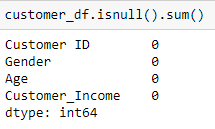 customer_df.isnull().sum()
Customer ID 0
Gender 0
Age 0
Customer_Income 0
dtype: int64